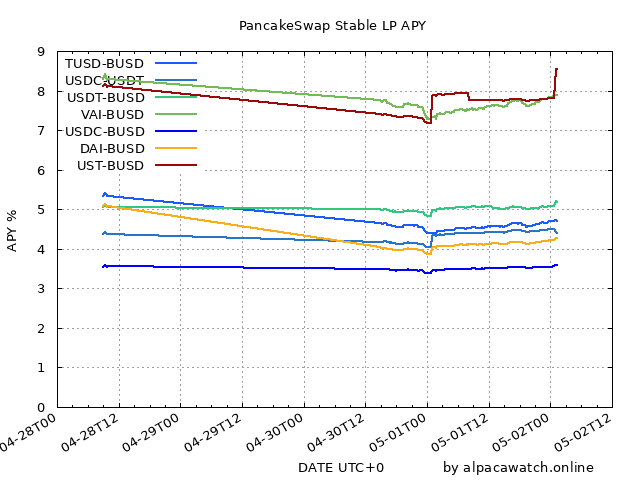 PancakeSwap Stable LP APY
9
8
7
6
5
4
3
2
1
0
APY %
TUSD-BUSD
USDC-USDT
USDT-BUSD
VAI-BUSD
USDC-BUSD
DAI-BUSD
UST-BUSD
04-28T00
04-28T12
04-29T00
04-29T12
04-30T00
04-30T12
05-01T00
05-01T12
05-02T00
05-02T12
DATE UTC+0
by alpacawatch.online